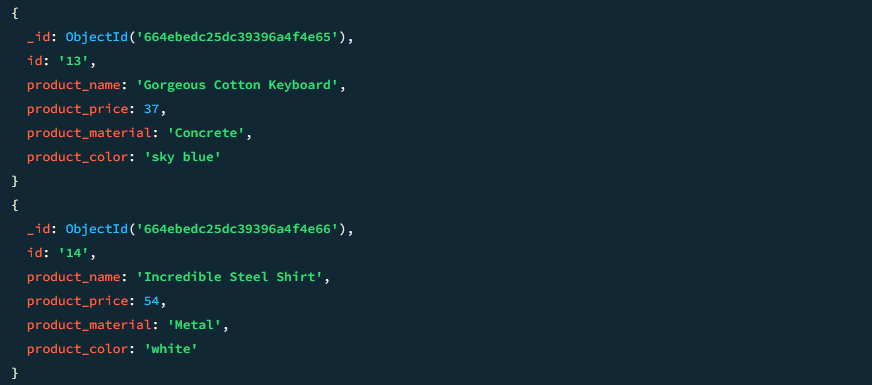 {
_id: ObjectId('664ebedc25dc39396a4f4e65'),
id: '13',
product_name: 'Gorgeous Cotton Keyboard',
product_price: 37,
product_material: 'Concrete',
product_color: 'sky blue'
}
{
_id: ObjectId('664ebedc25dc39396a4f4e66'),
id: '14',
product_name: 'Incredible Steel Shirt',
product_price: 54,
product_material: 'Metal',
product_color: 'white'
}